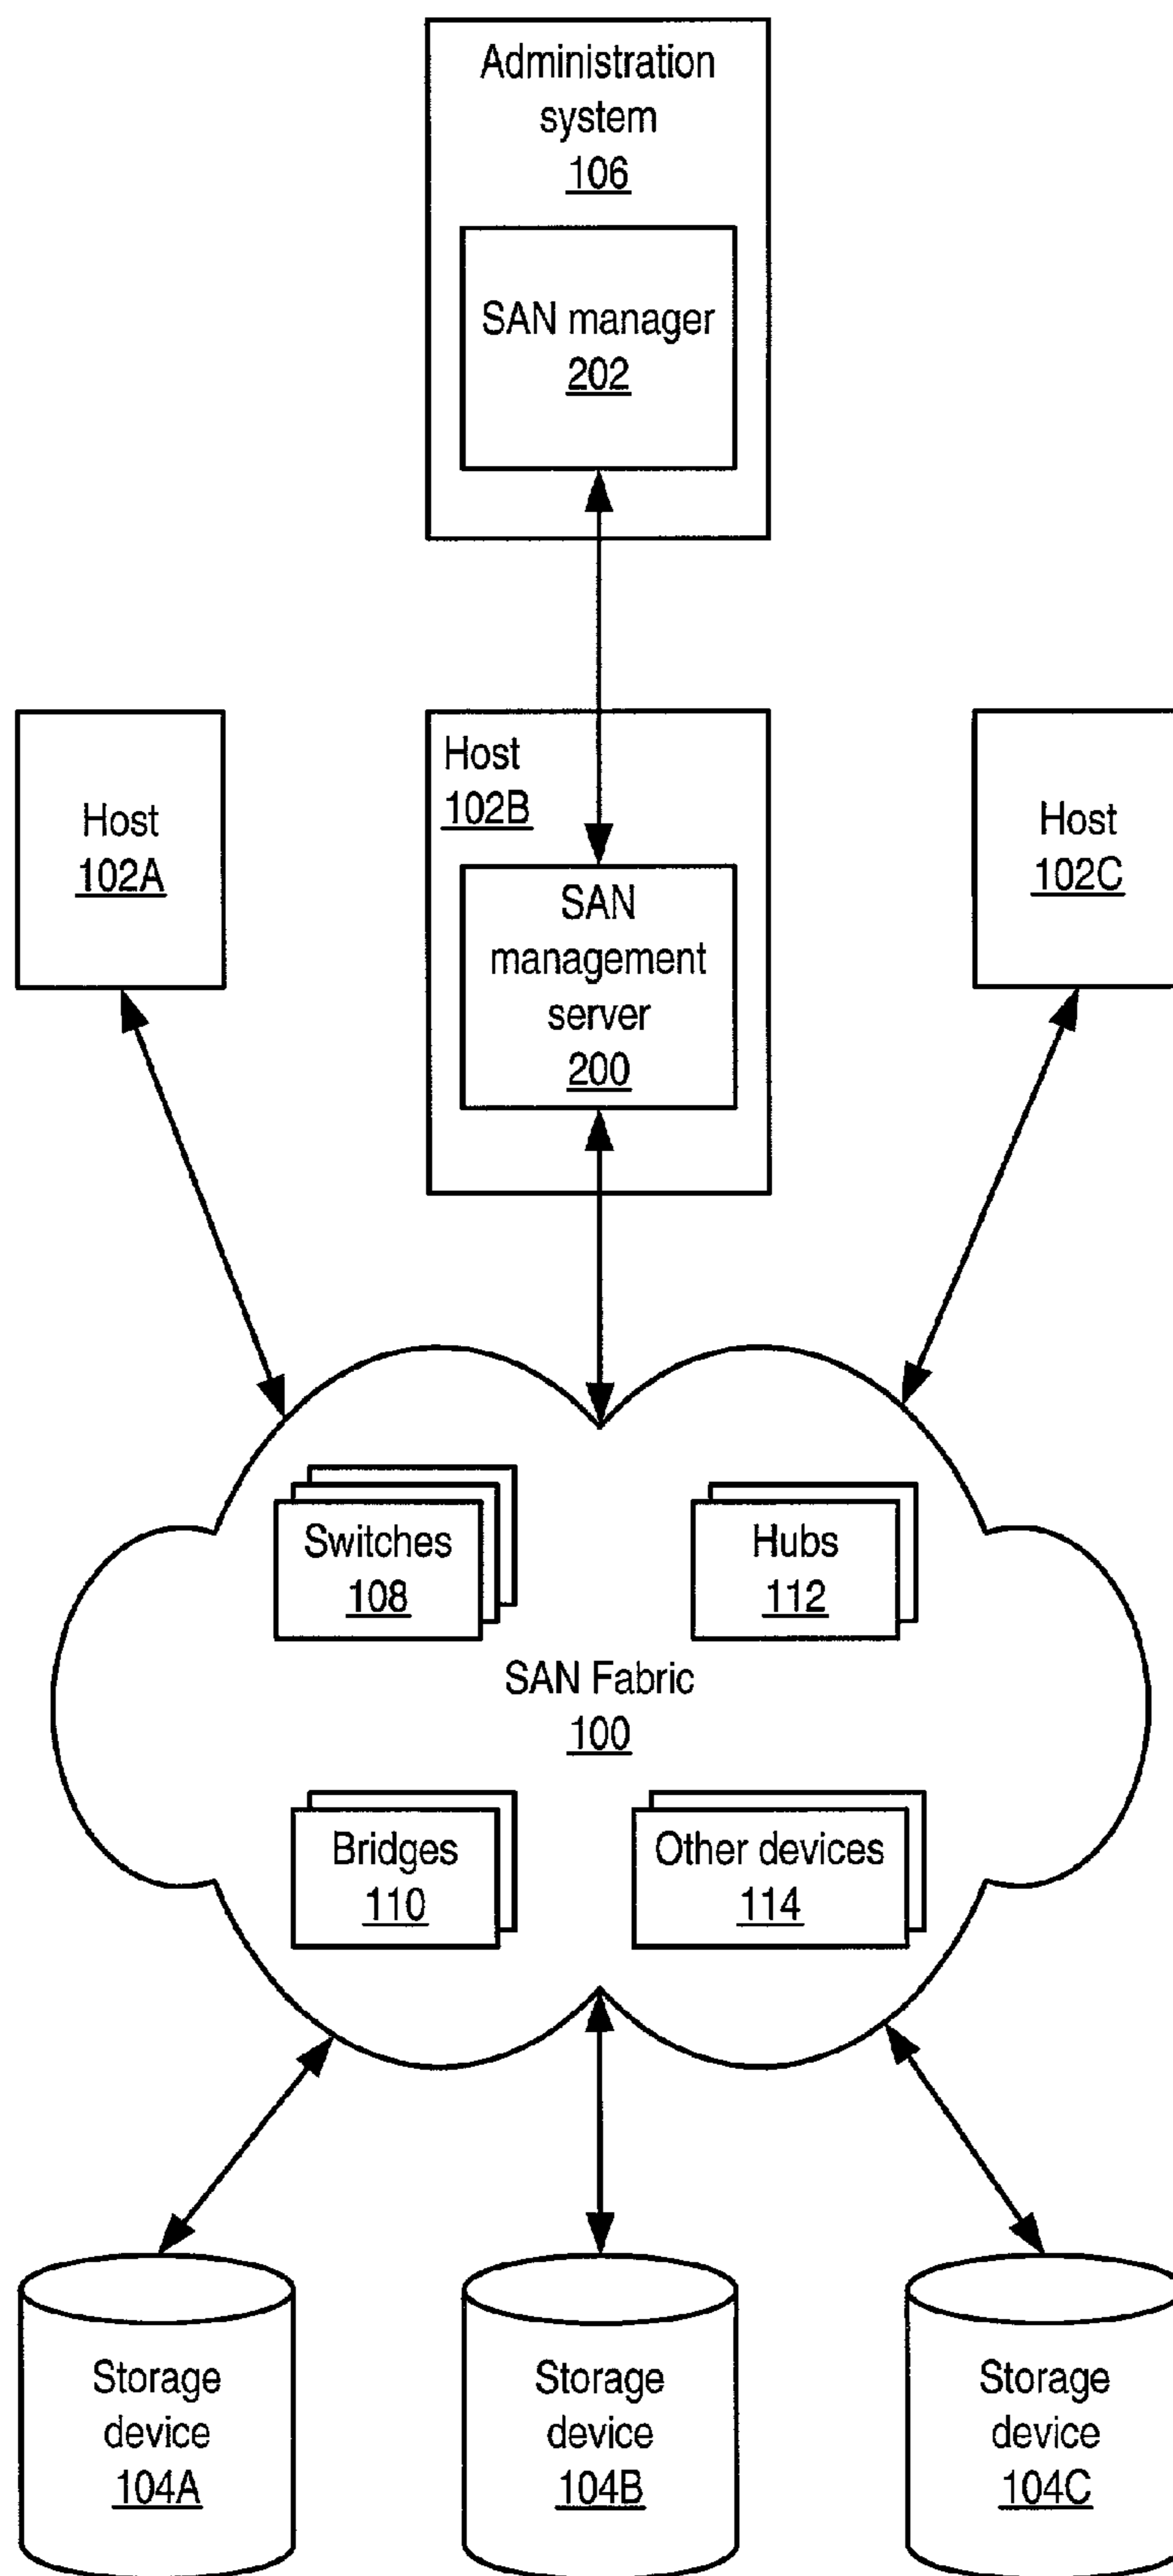 Administration
system
106
SAN manager
202
Host
102A
Host
102B
SAN
management
server
200
Host
102C
Switches
108
Hubs
112
SAN Fabric
100
Bridges
110
Other devices
114
Storage
device
104A
Storage
device
104B
Storage
device
104C